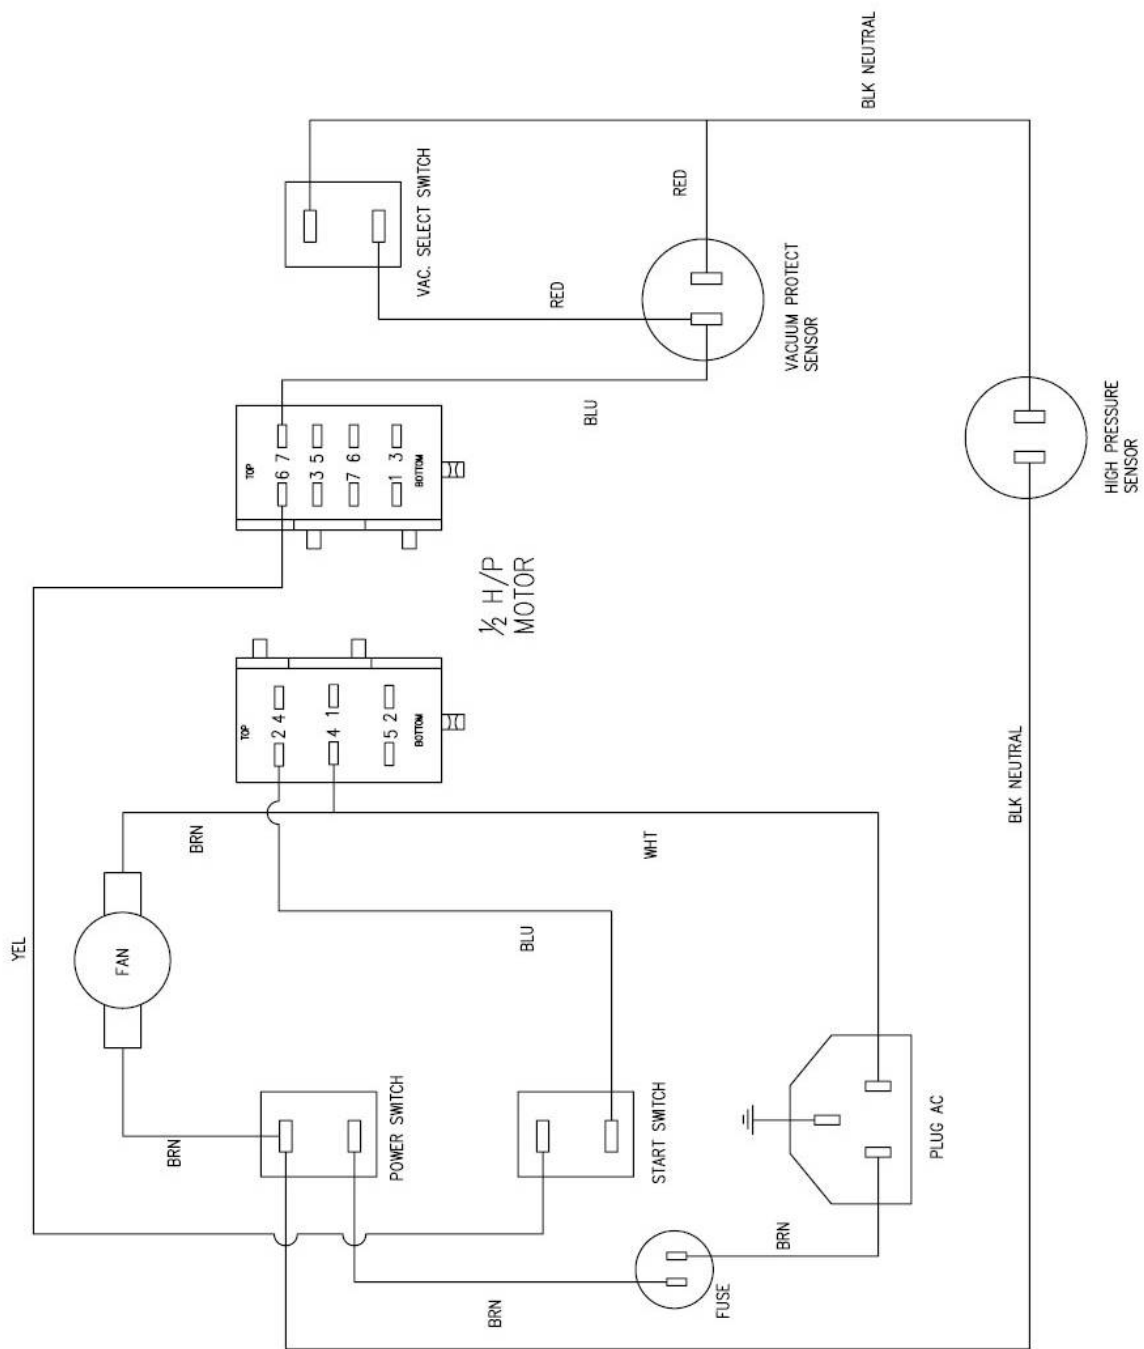 BLK NEUTRAL
VAC. SELECT SWITCH
RED
RED
VACUUM PROTECT
SENSOR
BLU
TOP
6 7
3 5
7 6
1 3
BOTTOM
HIGH PRESSURE
SENSOR
½ H/P
MOTOR
TOP
2 4
4 1
5 2
BOTTOM
BLK NEUTRAL
BRN
WHT
YEL
FAN
BLU
BRN
POWER SWITCH
START SWITCH
PLUG AC
BRN
FUSE
BRN